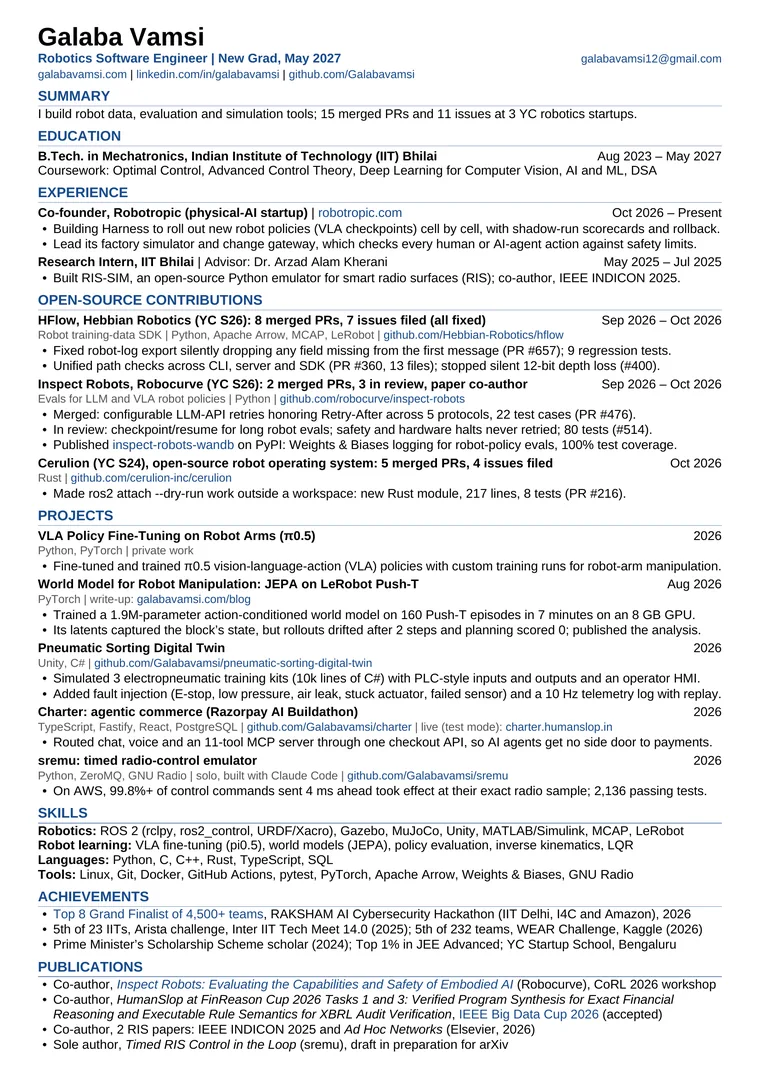 Galaba Vamsi
Robotics Software Engineer | New Grad, May 2027 galabavamsi12@gmail.com
galabavamsi.com | linkedin.com/in/galabavamsi | github.com/Galabavamsi
SUMMARY
I build robot data, evaluation and simulation tools; 15 merged PRs and 11 issues at 3 YC robotics startups.
EDUCATION
B.Tech. in Mechatronics, Indian Institute of Technology (IIT) Bhilai Aug 2023 – May 2027
Coursework: Optimal Control, Advanced Control Theory, Deep Learning for Computer Vision, AI and ML, DSA
EXPERIENCE
Co-founder, Robotropic (physical-AI startup) | robotropic.com Oct 2026 – Present
• Building Harness to roll out new robot policies (VLA checkpoints) cell by cell, with shadow-run scorecards and rollback.
• Lead its factory simulator and change gateway, which checks every human or AI-agent action against safety limits.
Research Intern, IIT Bhilai | Advisor: Dr. Arzad Alam Kherani May 2025 – Jul 2025
• Built RIS-SIM, an open-source Python emulator for smart radio surfaces (RIS); co-author, IEEE INDICON 2025.
OPEN-SOURCE CONTRIBUTIONS
HFlow, Hebbian Robotics (YC S26): 8 merged PRs, 7 issues filed (all fixed) Sep 2026 – Oct 2026
Robot training-data SDK | Python, Apache Arrow, MCAP, LeRobot | github.com/Hebbian-Robotics/hflow
• Fixed robot-log export silently dropping any field missing from the first message (PR #657); 9 regression tests.
• Unified path checks across CLI, server and SDK (PR #360, 13 files); stopped silent 12-bit depth loss (#400).
Inspect Robots, Robocurve (YC S26): 2 merged PRs, 3 in review, paper co-author Sep 2026 – Oct 2026
Evals for LLM and VLA robot policies | Python | github.com/robocurve/inspect-robots
• Merged: configurable LLM-API retries honoring Retry-After across 5 protocols, 22 test cases (PR #476).
• In review: checkpoint/resume for long robot evals; safety and hardware halts never retried; 80 tests (#514).
• Published inspect-robots-wandb on PyPI: Weights & Biases logging for robot-policy evals, 100% test coverage.
Cerulion (YC S24), open-source robot operating system: 5 merged PRs, 4 issues filed Oct 2026
Rust | github.com/cerulion-inc/cerulion
• Made ros2 attach --dry-run work outside a workspace: new Rust module, 217 lines, 8 tests (PR #216).
PROJECTS
VLA Policy Fine-Tuning on Robot Arms (π0.5) 2026
Python, PyTorch | private work
• Fine-tuned and trained π0.5 vision-language-action (VLA) policies with custom training runs for robot-arm manipulation.
World Model for Robot Manipulation: JEPA on LeRobot Push-T Aug 2026
PyTorch | write-up: galabavamsi.com/blog
• Trained a 1.9M-parameter action-conditioned world model on 160 Push-T episodes in 7 minutes on an 8 GB GPU.
• Its latents captured the block's state, but rollouts drifted after 2 steps and planning scored 0; published the analysis.
Pneumatic Sorting Digital Twin 2026
Unity, C# | github.com/Galabavamsi/pneumatic-sorting-digital-twin
• Simulated 3 electropneumatic training kits (10k lines of C#) with PLC-style inputs and outputs and an operator HMI.
• Added fault injection (E-stop, low pressure, air leak, stuck actuator, failed sensor) and a 10 Hz telemetry log with replay.
Charter: agentic commerce (Razorpay AI Buildathon) 2026
TypeScript, Fastify, React, PostgreSQL | github.com/Galabavamsi/charter | live (test mode): charter.humanslop.in
• Routed chat, voice and an 11-tool MCP server through one checkout API, so AI agents get no side door to payments.
sremu: timed radio-control emulator 2026
Python, ZeroMQ, GNU Radio | solo, built with Claude Code | github.com/Galabavamsi/sremu
• On AWS, 99.8%+ of control commands sent 4 ms ahead took effect at their exact radio sample; 2,136 passing tests.
SKILLS
Robotics: ROS 2 (rclpy, ros2_control, URDF/Xacro), Gazebo, MuJoCo, Unity, MATLAB/Simulink, MCAP, LeRobot
Robot learning: VLA fine-tuning (pi0.5), world models (JEPA), policy evaluation, inverse kinematics, LQR
Languages: Python, C, C++, Rust, TypeScript, SQL
Tools: Linux, Git, Docker, GitHub Actions, pytest, PyTorch, Apache Arrow, Weights & Biases, GNU Radio
ACHIEVEMENTS
• Top 8 Grand Finalist of 4,500+ teams, RAKSHAM AI Cybersecurity Hackathon (IIT Delhi, I4C and Amazon), 2026
• 5th of 23 IITs, Arista challenge, Inter IIT Tech Meet 14.0 (2025); 5th of 232 teams, WEAR Challenge, Kaggle (2026)
• Prime Minister's Scholarship Scheme scholar (2024); Top 1% in JEE Advanced; YC Startup School, Bengaluru
PUBLICATIONS
• Co-author, Inspect Robots: Evaluating the Capabilities and Safety of Embodied AI (Robocurve), CoRL 2026 workshop
• Co-author, HumanSlop at FinReason Cup 2026 Tasks 1 and 3: Verified Program Synthesis for Exact Financial
Reasoning and Executable Rule Semantics for XBRL Audit Verification, IEEE Big Data Cup 2026 (accepted)
• Co-author, 2 RIS papers: IEEE INDICON 2025 and Ad Hoc Networks (Elsevier, 2026)
• Sole author, Timed RIS Control in the Loop (sremu), draft in preparation for arXiv